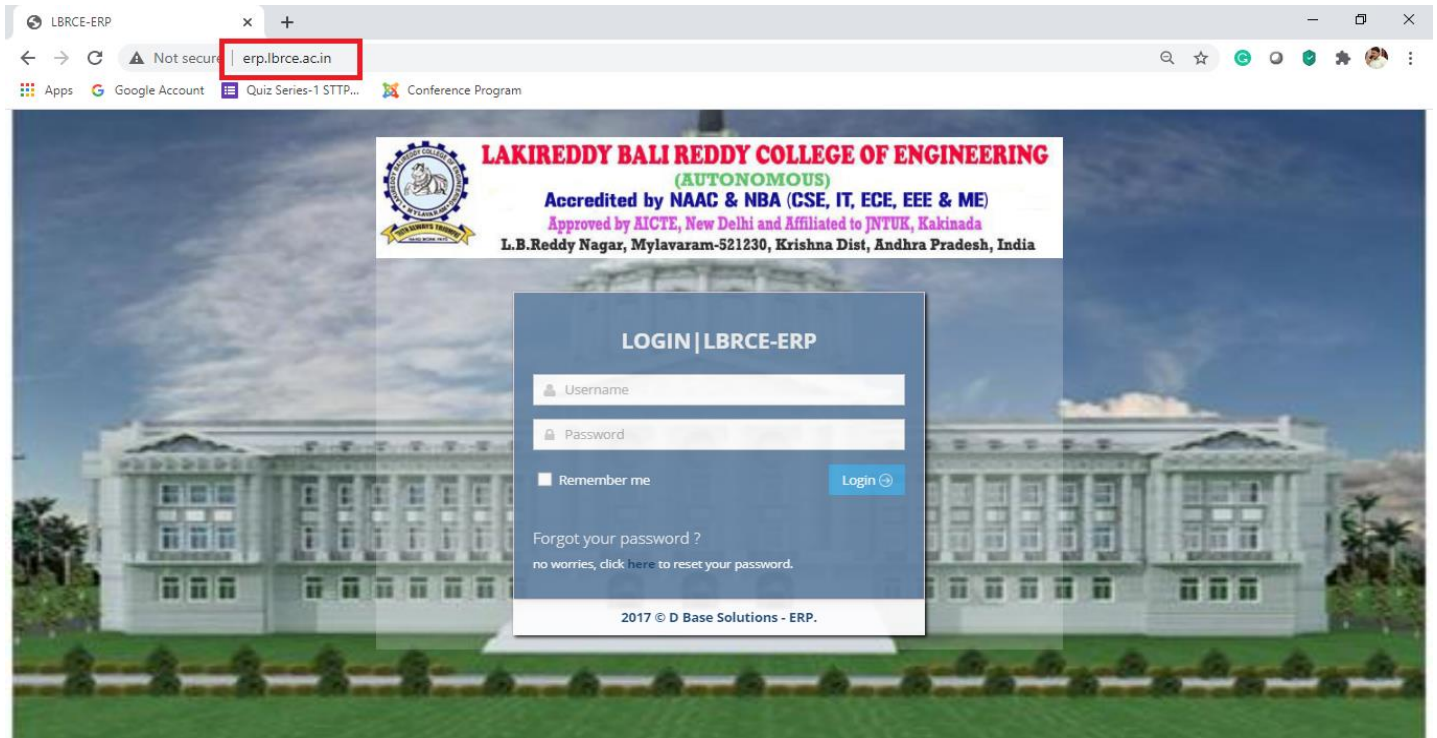 LBRCE-ERP
Not secure erp.lbrce.ac.in
Apps Google Account Quiz Series-1 STTP... Conference Program
LAKIREDDY BALI REDDY COLLEGE OF ENGINEERING
(AUTONOMOUS)
Accredited by NAAC & NBA (CSE, IT, ECE, EEE & ME)
Approved by AICTE, New Delhi and Affiliated to JNTUK, Kakinada
L.B.Reddy Nagar, Mylavaram-521230, Krishna Dist, Andhra Pradesh, India
LOGIN|LBRCE-ERP
Username
Password
Remember me Login
Forgot your password ?
no worries, click here to reset your password.
2017 © D Base Solutions - ERP.